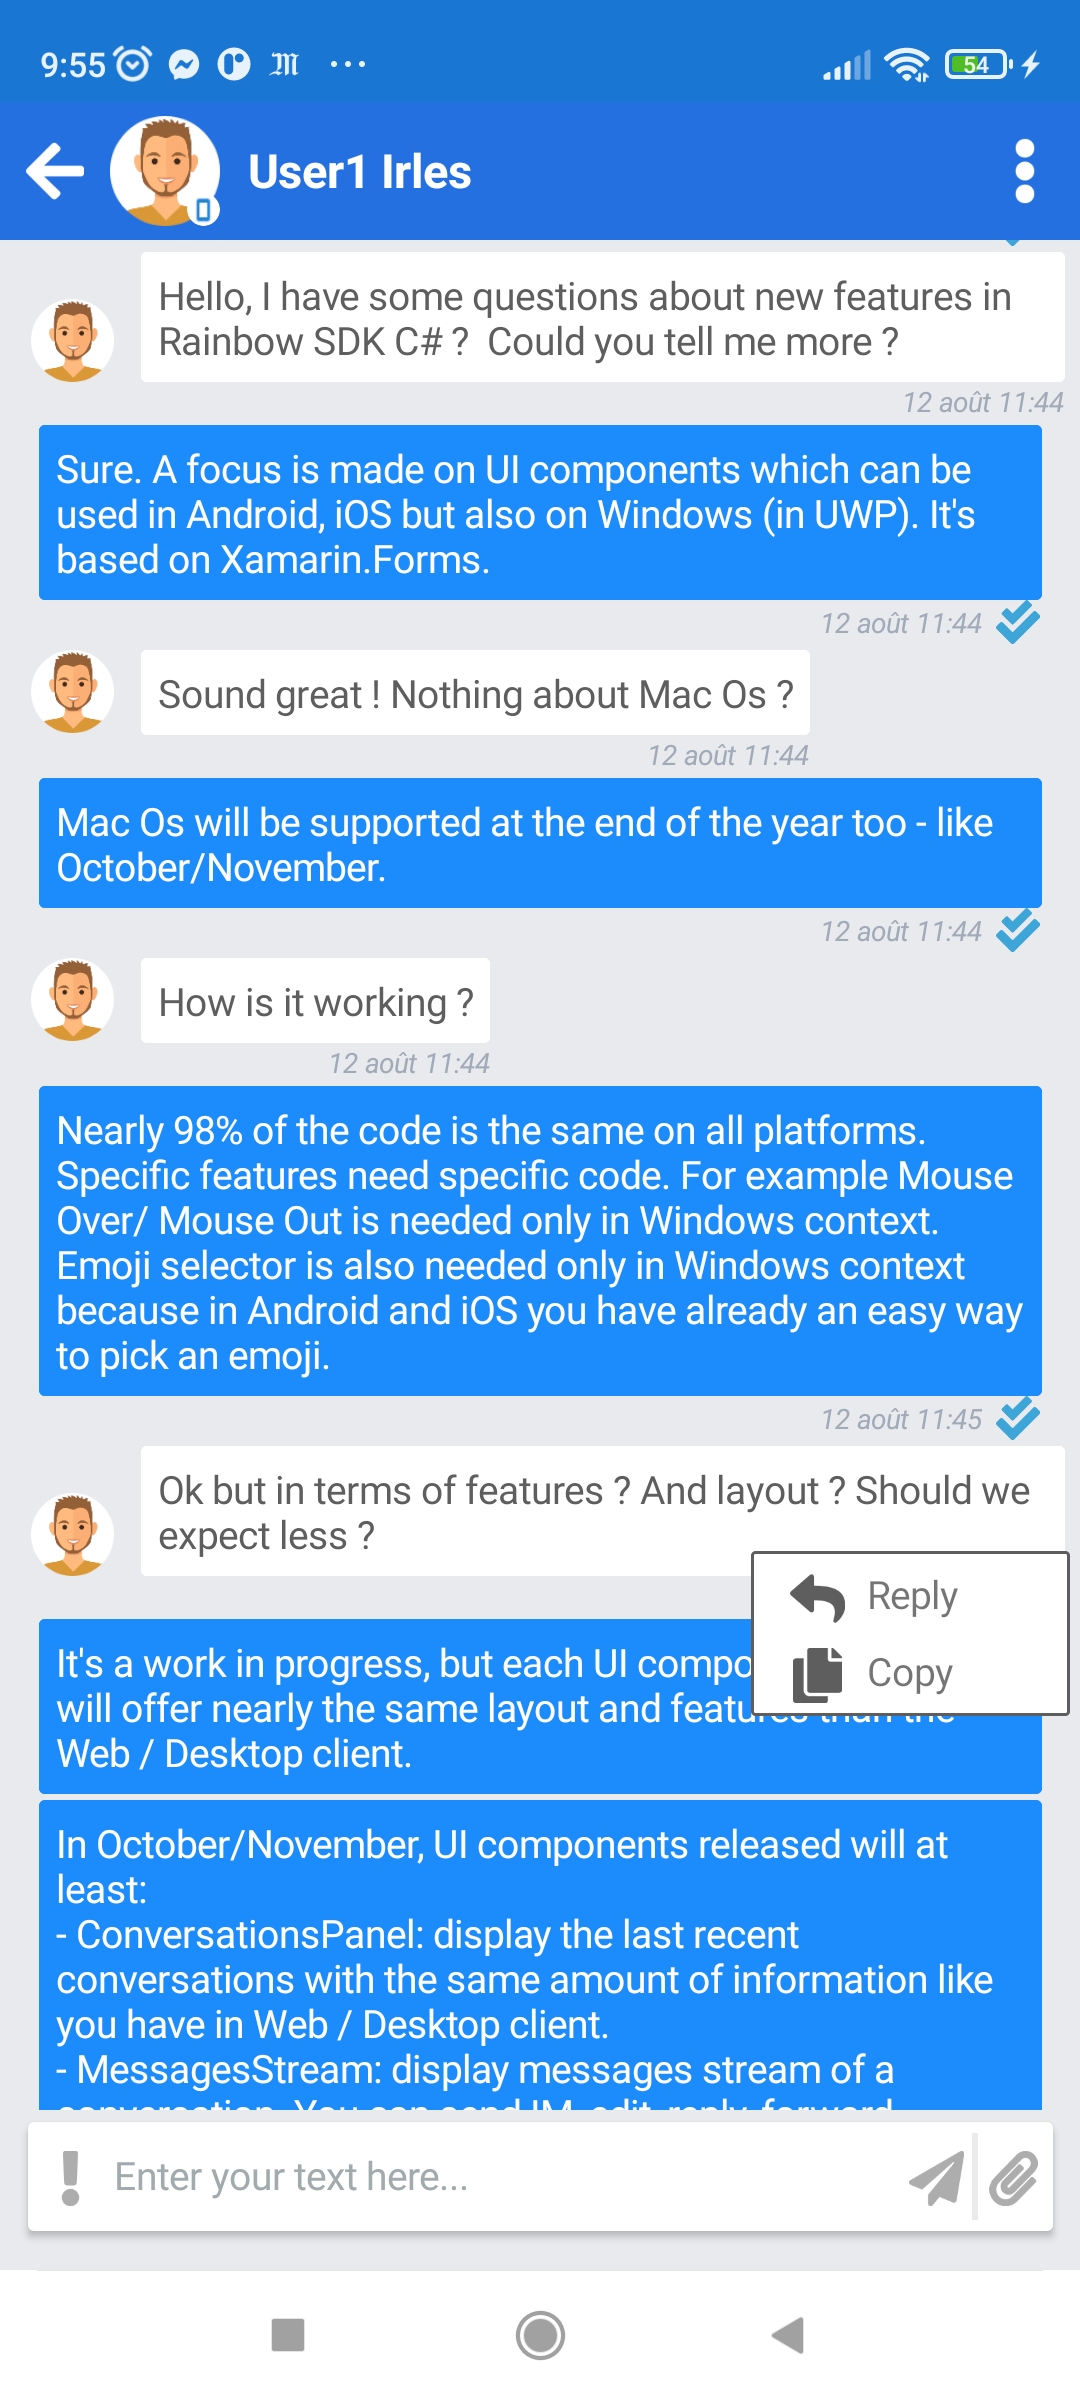 9:55
54
User1 Irles
Hello, I have some questions about new features in
Rainbow SDK C# ?  Could you tell me more ?
12 août 11:44
Sure. A focus is made on UI components which can be
used in Android, iOS but also on Windows (in UWP). It's
based on Xamarin.Forms.
12 août 11:44
Sound great ! Nothing about Mac Os ?
12 août 11:44
Mac Os will be supported at the end of the year too - like
October/November.
12 août 11:44
How is it working ?
12 août 11:44
Nearly 98% of the code is the same on all platforms.
Specific features need specific code. For example Mouse
Over/ Mouse Out is needed only in Windows context.
Emoji selector is also needed only in Windows context
because in Android and iOS you have already an easy way
to pick an emoji.
12 août 11:45
Ok but in terms of features ? And layout ? Should we
expect less ?
Reply
Copy
It's a work in progress, but each UI compo
will offer nearly the same layout and features than the
Web / Desktop client.
In October/November, UI components released will at
least:
- ConversationsPanel: display the last recent
conversations with the same amount of information like
you have in Web / Desktop client.
- MessagesStream: display messages stream of a
conversation. You can send IM, edit, reply, forward
Enter your text here...